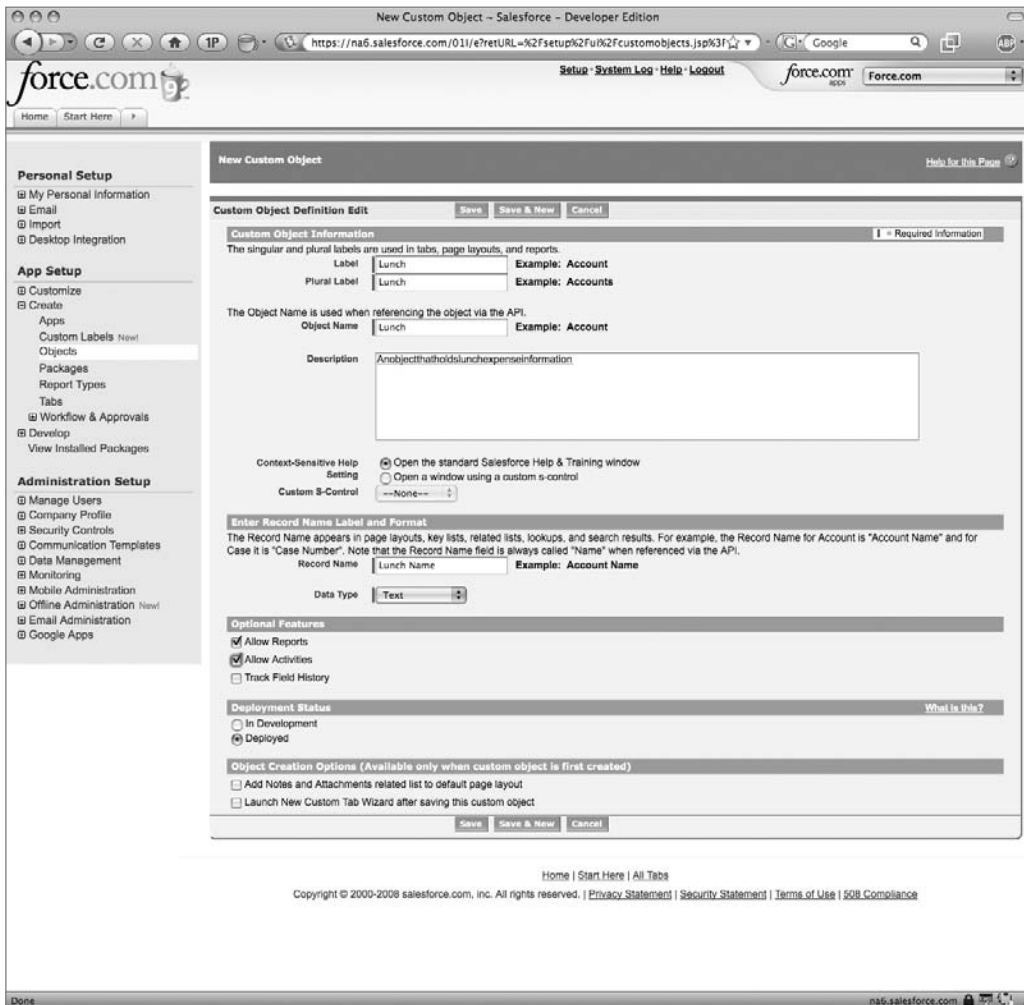 New Custom Object ~ Salesforce - Developer Edition
1P
https://na6.salesforce.com/01I/e?retURL=%2Fsetup%2Fui%2Fcustomobjects.jsp%3F
G
Google
ABP
force.com
Setup · System Log · Help · Logout
force.com apps
Force.com
Home
Start Here
Personal Setup
My Personal Information
Email
Import
Desktop Integration
App Setup
Customize
Create
Apps
Custom Labels New!
Objects
Packages
Report Types
Tabs
Workflow & Approvals
Develop
View Installed Packages
Administration Setup
Manage Users
Company Profile
Security Controls
Communication Templates
Data Management
Monitoring
Mobile Administration
Offline Administration New!
Email Administration
Google Apps
New Custom Object
Help for this Page ?
Custom Object Definition Edit
Save
Save & New
Cancel
Custom Object Information
= Required Information
The singular and plural labels are used in tabs, page layouts, and reports.
Label Lunch Example: Account
Plural Label Lunch Example: Accounts
The Object Name is used when referencing the object via the API.
Object Name Lunch Example: Account
Description Anobjectthatholdslunchexpenseinformation
Context-Sensitive Help Setting
Open the standard Salesforce Help & Training window
Open a window using a custom s-control
Custom S-Control --None--
Enter Record Name Label and Format
The Record Name appears in page layouts, key lists, related lists, lookups, and search results. For example, the Record Name for Account is "Account Name" and for
Case it is "Case Number". Note that the Record Name field is always called "Name" when referenced via the API.
Record Name Lunch Name Example: Account Name
Data Type Text
Optional Features
Allow Reports
Allow Activities
Track Field History
Deployment Status
What is this?
In Development
Deployed
Object Creation Options (Available only when custom object is first created)
Add Notes and Attachments related list to default page layout
Launch New Custom Tab Wizard after saving this custom object
Save
Save & New
Cancel
Home | Start Here | All Tabs
Copyright © 2000-2008 salesforce.com, inc. All rights reserved. | Privacy Statement | Security Statement | Terms of Use | 508 Compliance
Done
na6.salesforce.com